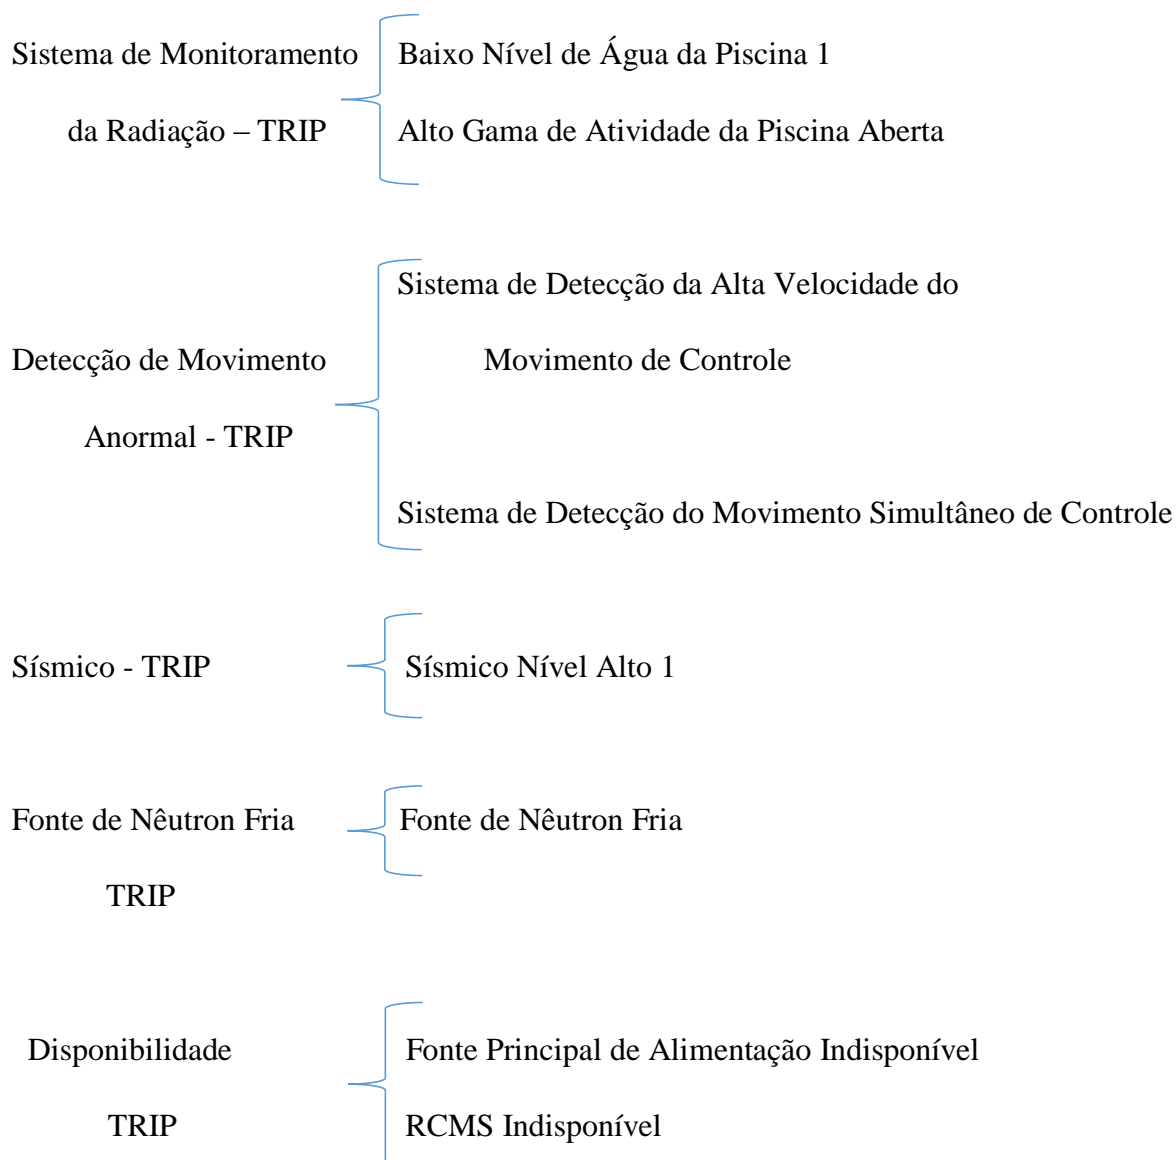 Sistema de Monitoramento
da Radiação – TRIP
Baixo Nível de Água da Piscina 1
Alto Gama de Atividade da Piscina Aberta
Detecção de Movimento
Anormal - TRIP
Sistema de Detecção da Alta Velocidade do
Movimento de Controle
Sistema de Detecção do Movimento Simultâneo de Controle
Sísmico - TRIP
Sísmico Nível Alto 1
Fonte de Nêutron Fria
TRIP
Fonte de Nêutron Fria
Disponibilidade
TRIP
Fonte Principal de Alimentação Indisponível
RCMS Indisponível